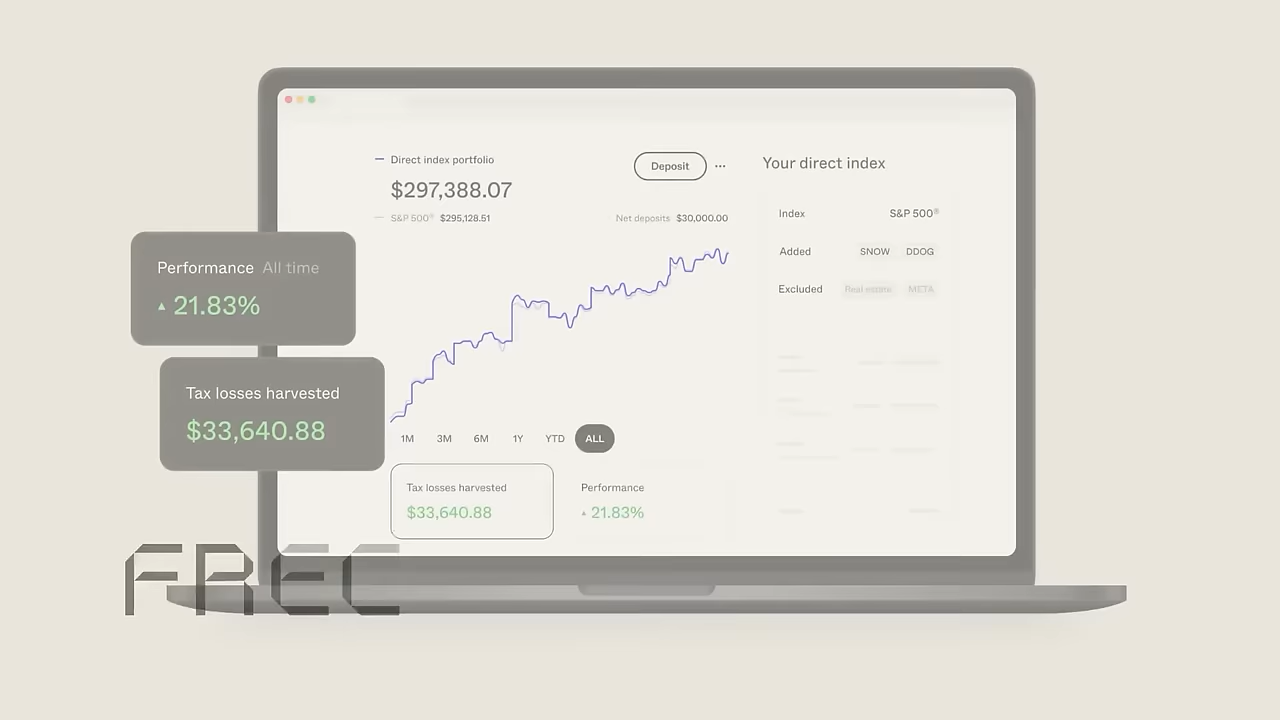 Direct index portfolio
$297,388.07
S&P 500® $295,128.51
Deposit
Net deposits $30,000.00
Your direct index
Index S&P 500®
Added SNOW DDOG
Excluded Real estate META
Performance All time
21.83%
Tax losses harvested
$33,640.88
1M 3M 6M 1Y YTD ALL
Tax losses harvested
$33,640.88
Performance
21.83%
FREC